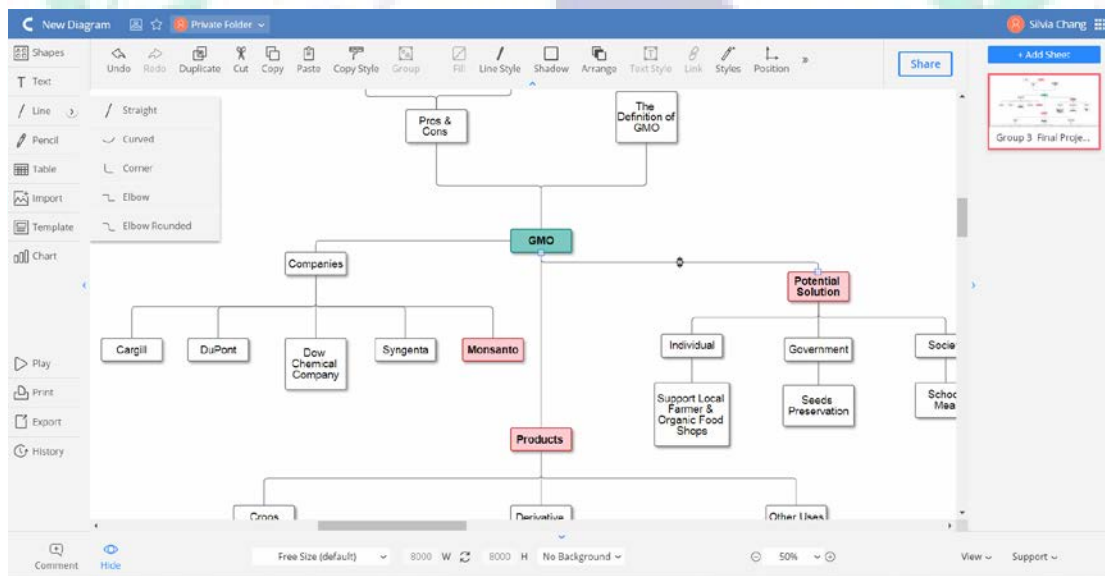 New Diagram
Private Folder
Silvia Chang
Shapes
Text
Line
Pencil
Table
Import
Template
Chart
Play
Print
Export
History
Undo
Redo
Duplicate
Cut
Copy
Paste
Copy Style
Group
Fill
Line Style
Shadow
Arrange
Text Style
Link
Styles
Position
Share
+ Add Sheet
Group 3 Final Proje...
Straight
Curved
Corner
Elbow
Elbow Rounded
Pros &
Cons
The
Definition of
GMO
GMO
Companies
Potential
Solution
Cargill
DuPont
Dow
Chemical
Company
Syngenta
Monsanto
Individual
Government
Socie
Support Local
Farmer &
Organic Food
Shops
Seeds
Preservation
Schoo
Mea
Products
Crops
Derivative
Other Uses
Comment
Hide
Free Size (default)
8000 W
8000 H
No Background
50%
View
Support